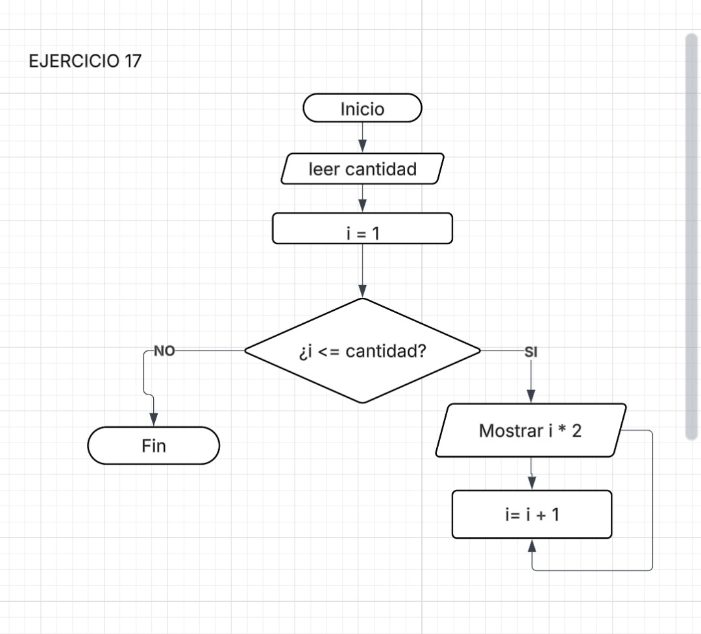 EJERCICIO 17
Inicio
leer cantidad
i = 1
¿i <= cantidad?
NO
SI
Mostrar i * 2
Fin
i= i + 1